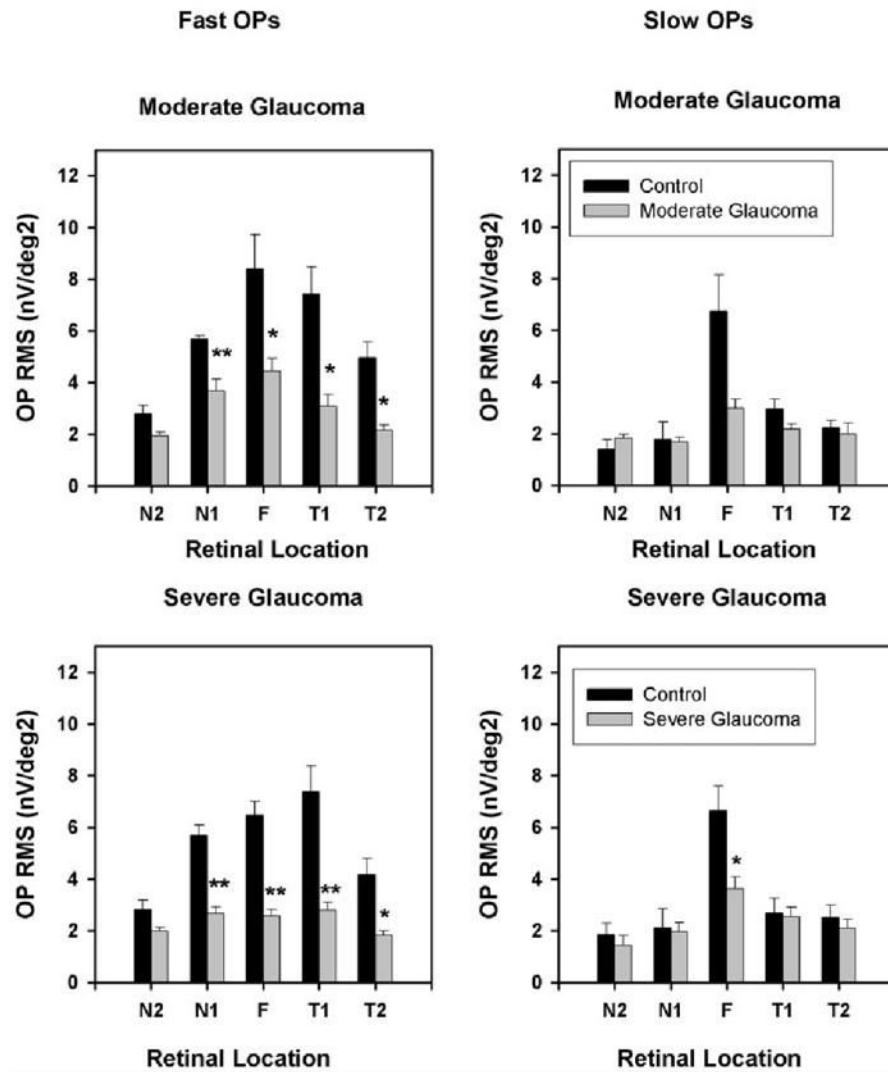 Fast OPs
Slow OPs
Moderate Glaucoma
OP RMS (nV/deg2)
12
10
8
6
4
2
0
**
*
*
*
N2 N1 F T1 T2
Retinal Location
Moderate Glaucoma
OP RMS (nV/deg2)
12
10
8
6
4
2
0
Control
Moderate Glaucoma
N2 N1 F T1 T2
Retinal Location
Severe Glaucoma
OP RMS (nV/deg2)
12
10
8
6
4
2
0
**
**
**
*
N2 N1 F T1 T2
Retinal Location
Severe Glaucoma
OP RMS (nV/deg2)
12
10
8
6
4
2
0
Control
Severe Glaucoma
*
N2 N1 F T1 T2
Retinal Location